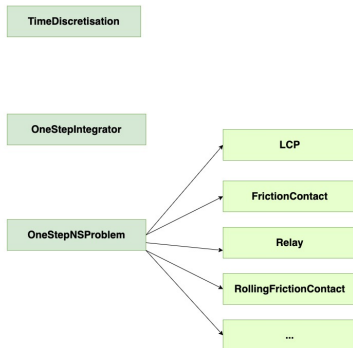 TimeDiscretisation
OneStepIntegrator
LCP
FrictionContact
OneStepNSProblem
Relay
RollingFrictionContact
...